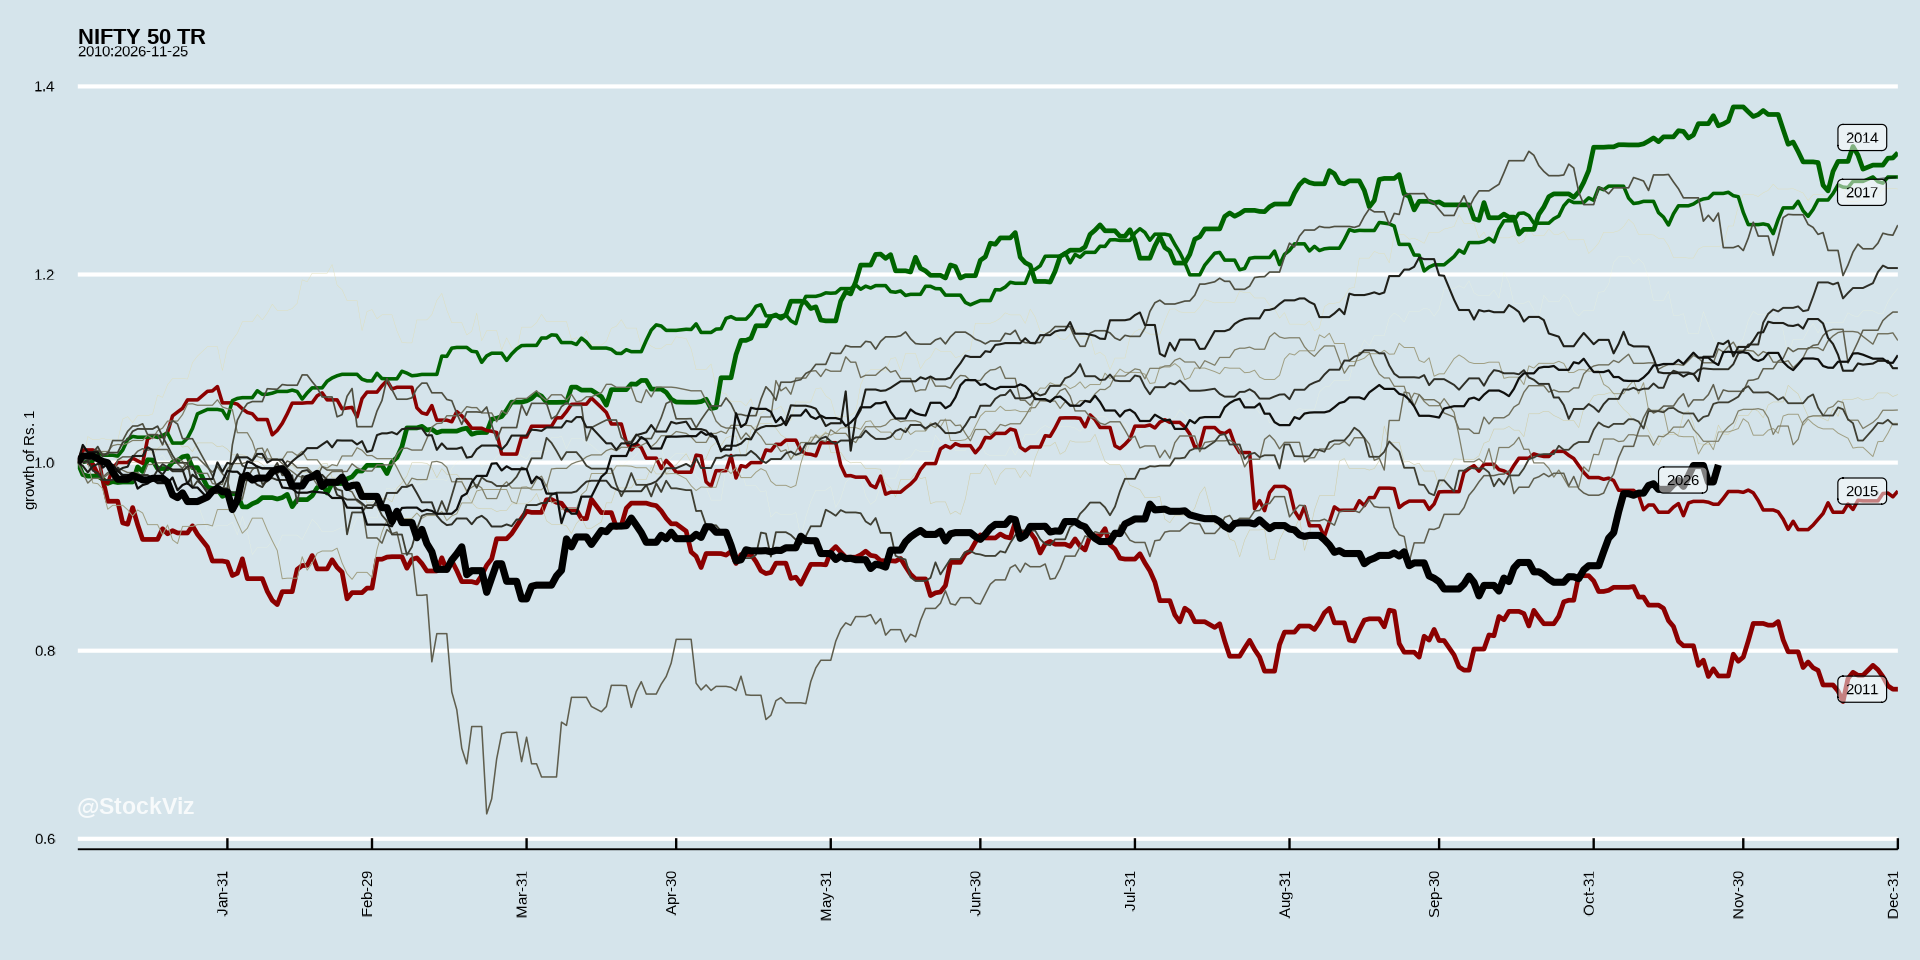 NIFTY 50 TR
2010:2026-11-25
growth of Rs. 1
1.4
1.2
1.0
0.8
0.6
2014
2017
2026
2015
2011
@StockViz
Jan-31
Feb-29
Mar-31
Apr-30
May-31
Jun-30
Jul-31
Aug-31
Sep-30
Oct-31
Nov-30
Dec-31